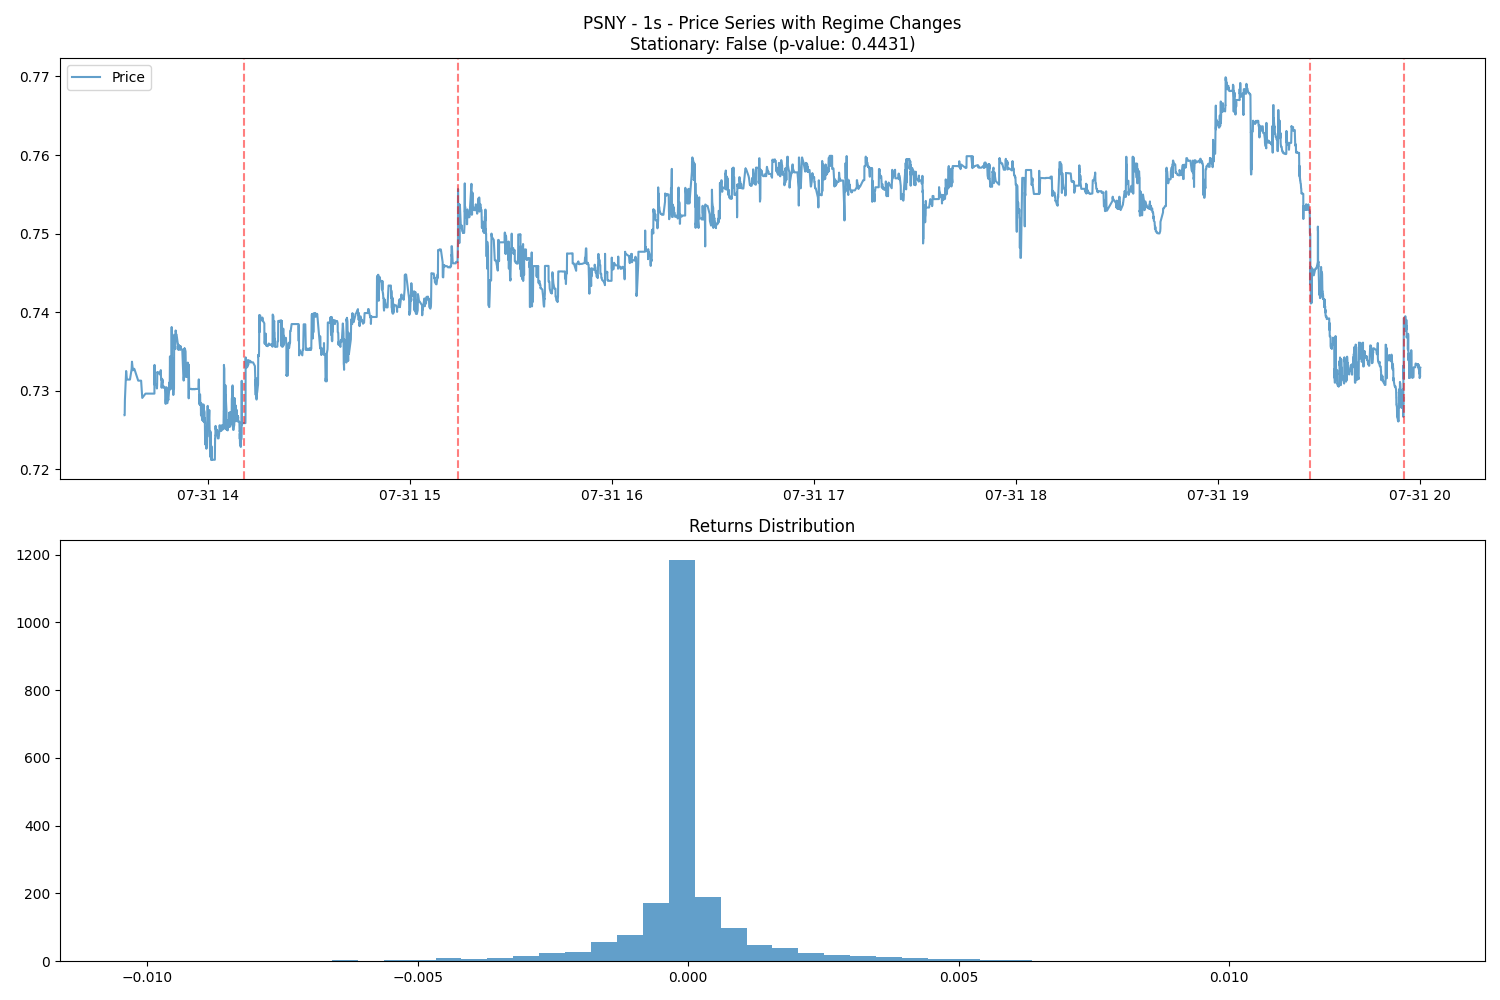 PSNY - 1s - Price Series with Regime Changes
Stationary: False (p-value: 0.4431)
Price
0.77
0.76
0.75
0.74
0.73
0.72
07-31 14 07-31 15 07-31 16 07-31 17 07-31 18 07-31 19 07-31 20
Returns Distribution
1200
1000
800
600
400
200
0
−0.010 −0.005 0.000 0.005 0.010